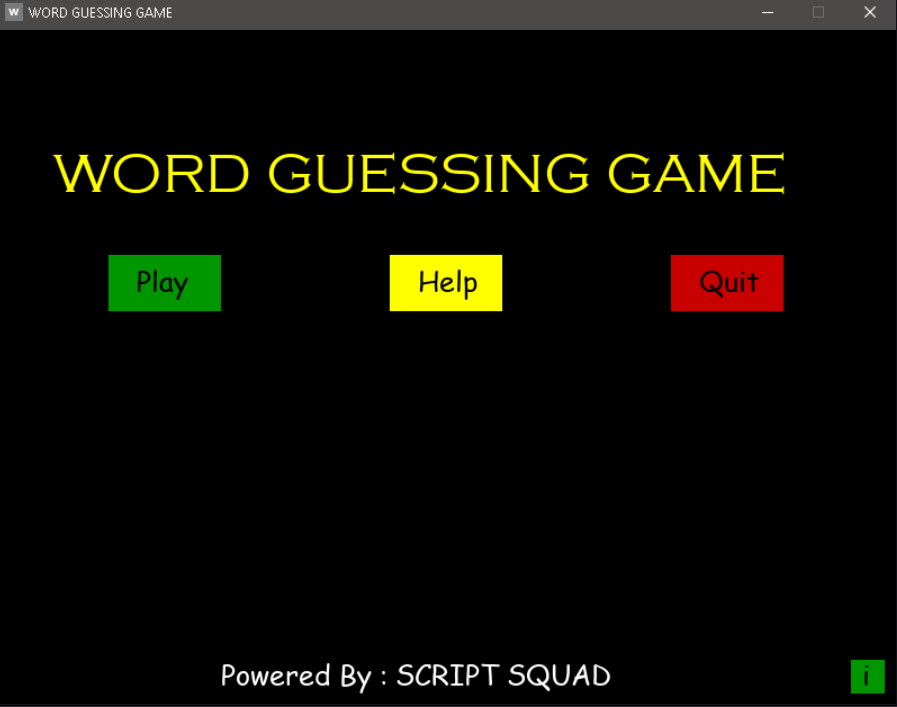 W WORD GUESSING GAME
WORD GUESSING GAME
Play Help Quit
Powered By : SCRIPT SQUAD
i